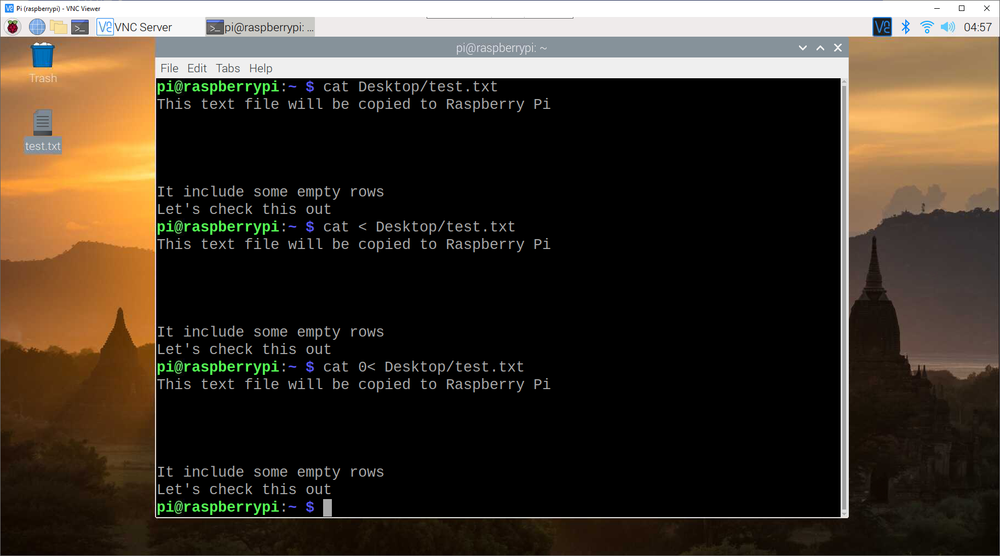 Pi (raspberrypi) - VNC Viewer
VNC Server
pi@raspberrypi: ...
04:57
Trash
test.txt
pi@raspberrypi: ~
File Edit Tabs Help
pi@raspberrypi:~ $ cat Desktop/test.txt
This text file will be copied to Raspberry Pi
It include some empty rows
Let's check this out
pi@raspberrypi:~ $ cat < Desktop/test.txt
This text file will be copied to Raspberry Pi
It include some empty rows
Let's check this out
pi@raspberrypi:~ $ cat 0< Desktop/test.txt
This text file will be copied to Raspberry Pi
It include some empty rows
Let's check this out
pi@raspberrypi:~ $